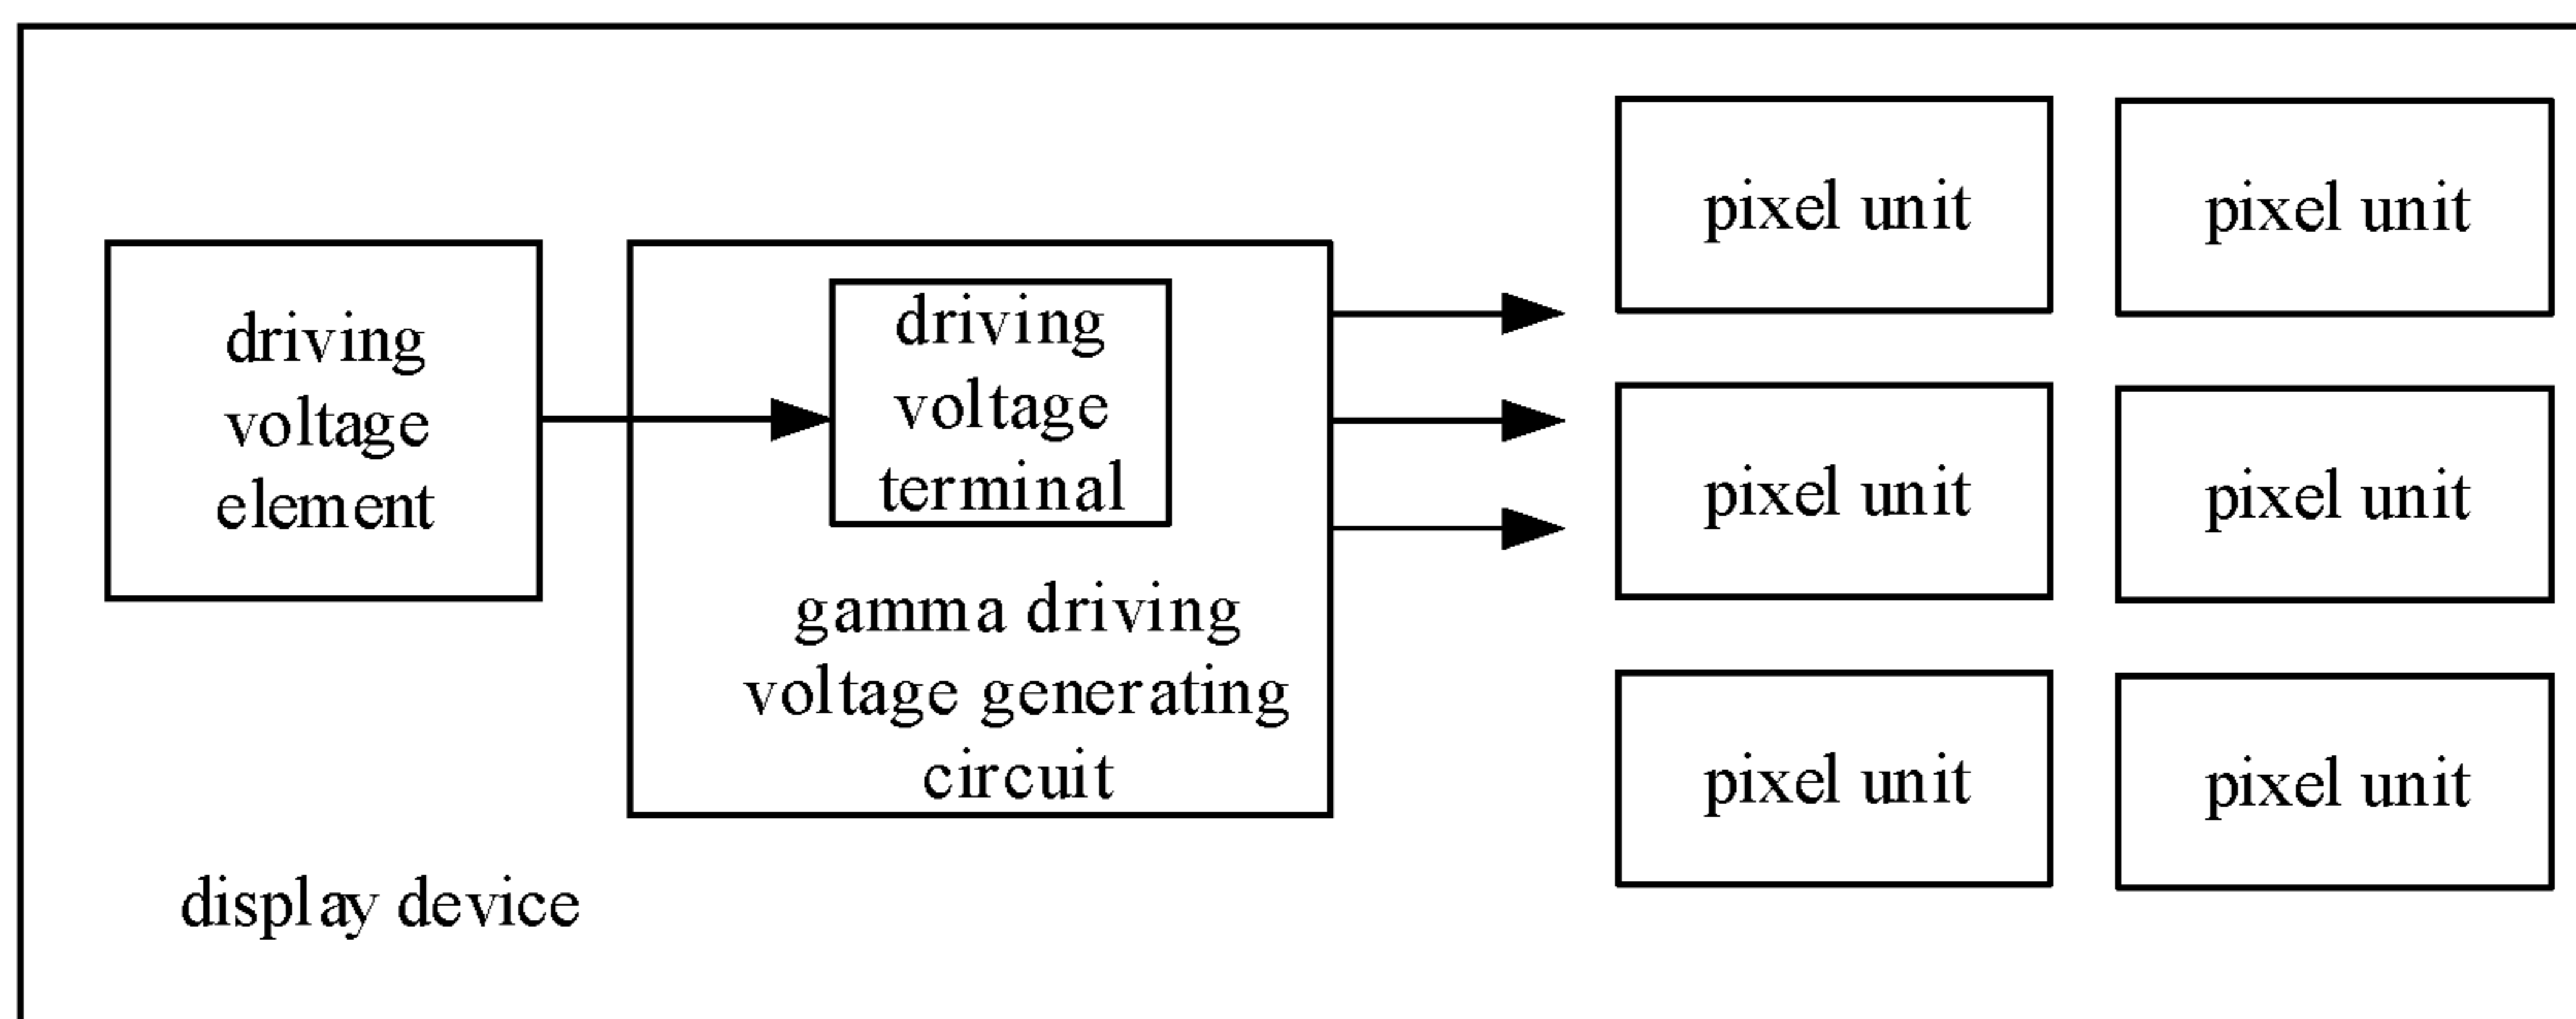 driving
voltage
element
driving
voltage
terminal
gamma driving
voltage generating
circuit
pixel unit
pixel unit
pixel unit
pixel unit
pixel unit
pixel unit
display device